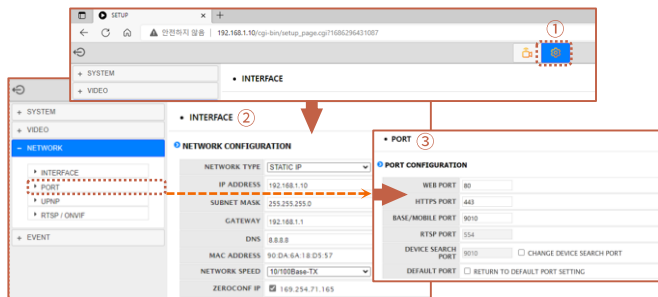 SETUP
안전하지 않음 192.168.1.10/cgi-bin/setup_page.cgi?1686296431087
①
+ SYSTEM
+ VIDEO
• INTERFACE
+ SYSTEM
+ VIDEO
− NETWORK
INTERFACE
PORT
UPNP
RTSP / ONVIF
+ EVENT
• INTERFACE ②
NETWORK CONFIGURATION
NETWORK TYPE STATIC IP
IP ADDRESS 192.168.1.10
SUBNET MASK 255.255.255.0
GATEWAY 192.168.1.1
DNS 8.8.8.8
MAC ADDRESS 90:DA:6A:18:D5:57
NETWORK SPEED 10/100Base-TX
ZEROCONF IP 169.254.71.165
• PORT ③
PORT CONFIGURATION
WEB PORT 80
HTTPS PORT 443
BASE/MOBILE PORT 9010
RTSP PORT 554
DEVICE SEARCH PORT 9010 CHANGE DEVICE SEARCH PORT
DEFAULT PORT RETURN TO DEFAULT PORT SETTING